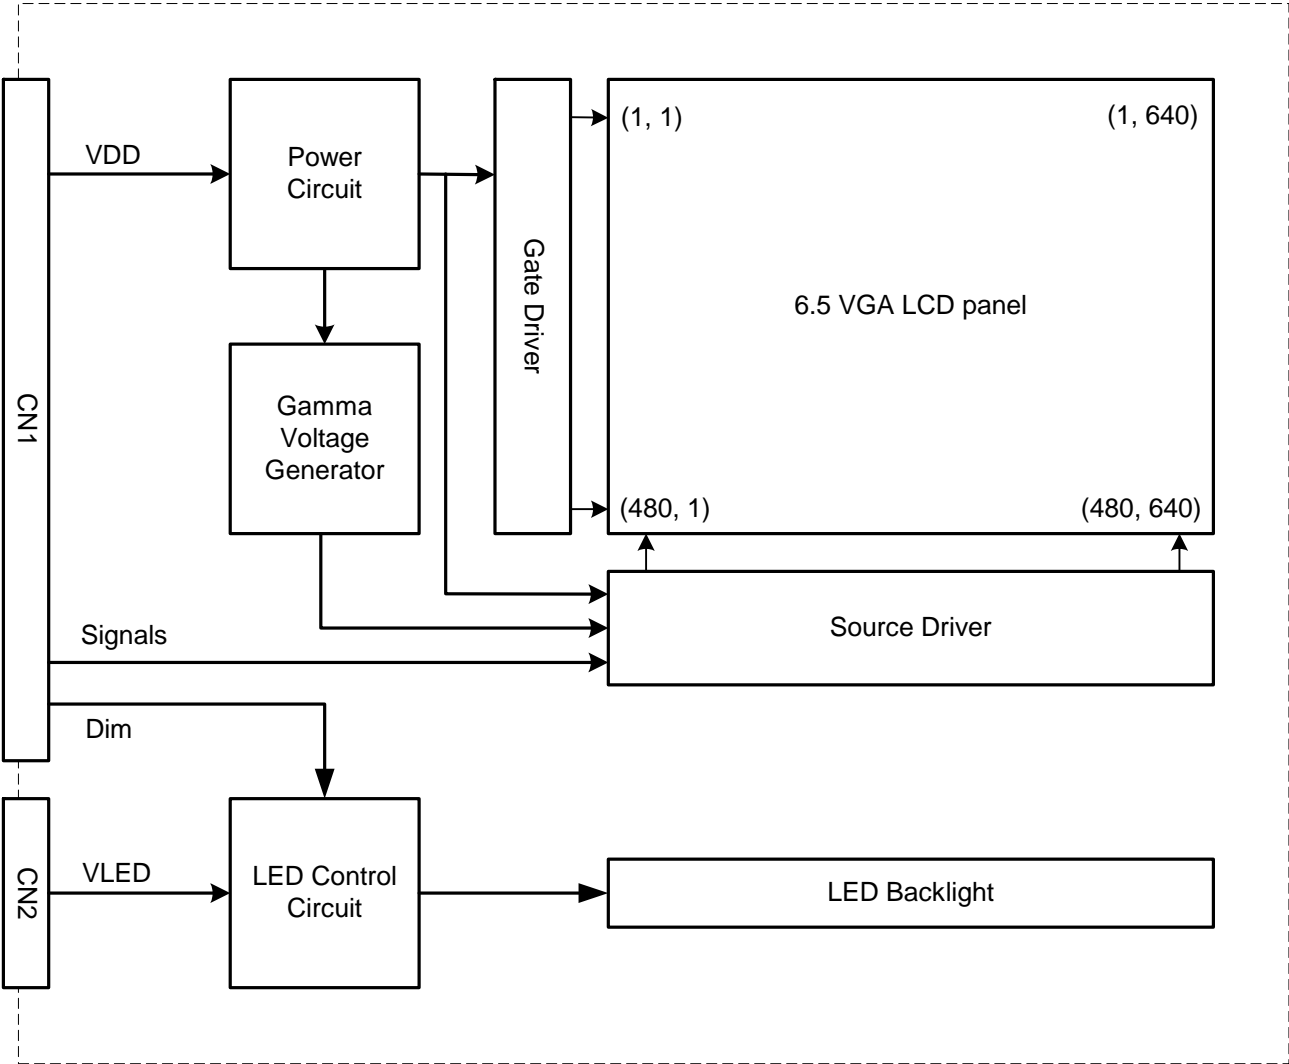 VDD
Power
Circuit
(1, 1)
(1, 640)
Gate Driver
6.5 VGA LCD panel
CN1
Gamma
Voltage
Generator
(480, 1)
(480, 640)
Signals
Source Driver
Dim
CN2
VLED
LED Control
Circuit
LED Backlight